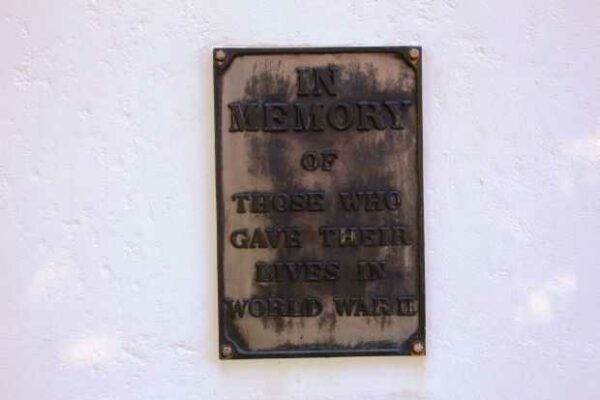 IN
MEMORY
OF
THOSE WHO
GAVE THEIR
LIVES IN
WORLD WAR II